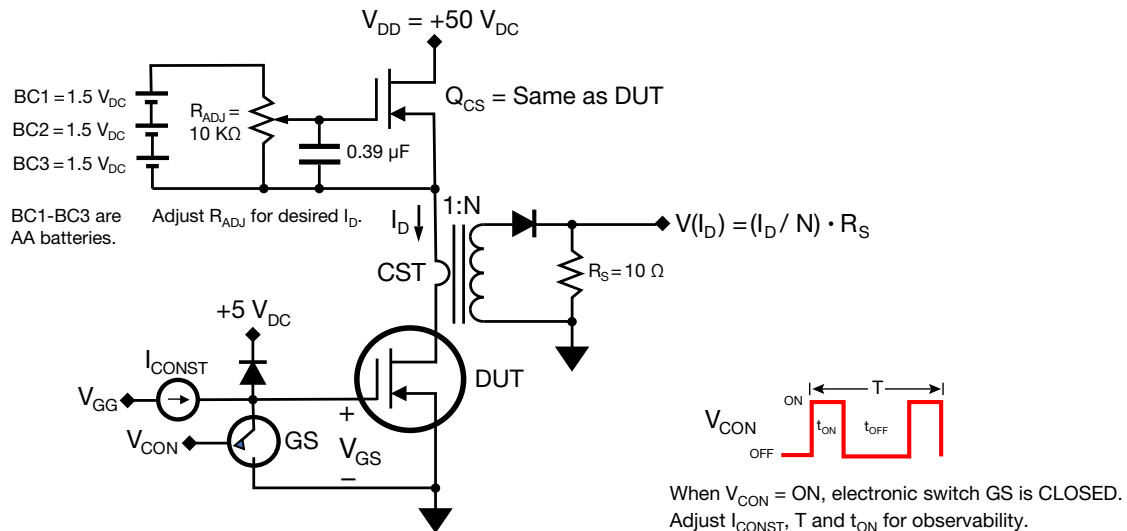 V_DD = +50 V_DC
Q_CS = Same as DUT
BC1 = 1.5 V_DC
BC2 = 1.5 V_DC
BC3 = 1.5 V_DC
R_ADJ =
10 KΩ
0.39 µF
BC1-BC3 are
AA batteries.
Adjust R_ADJ for desired I_D.
I_D
1:N
CST
V(I_D) = (I_D / N) · R_S
R_S = 10 Ω
+5 V_DC
I_CONST
V_GG
DUT
V_CON
GS
+
V_GS
–
V_CON
ON
OFF
T
t_ON
t_OFF
When V_CON = ON, electronic switch GS is CLOSED.
Adjust I_CONST, T and t_ON for observability.